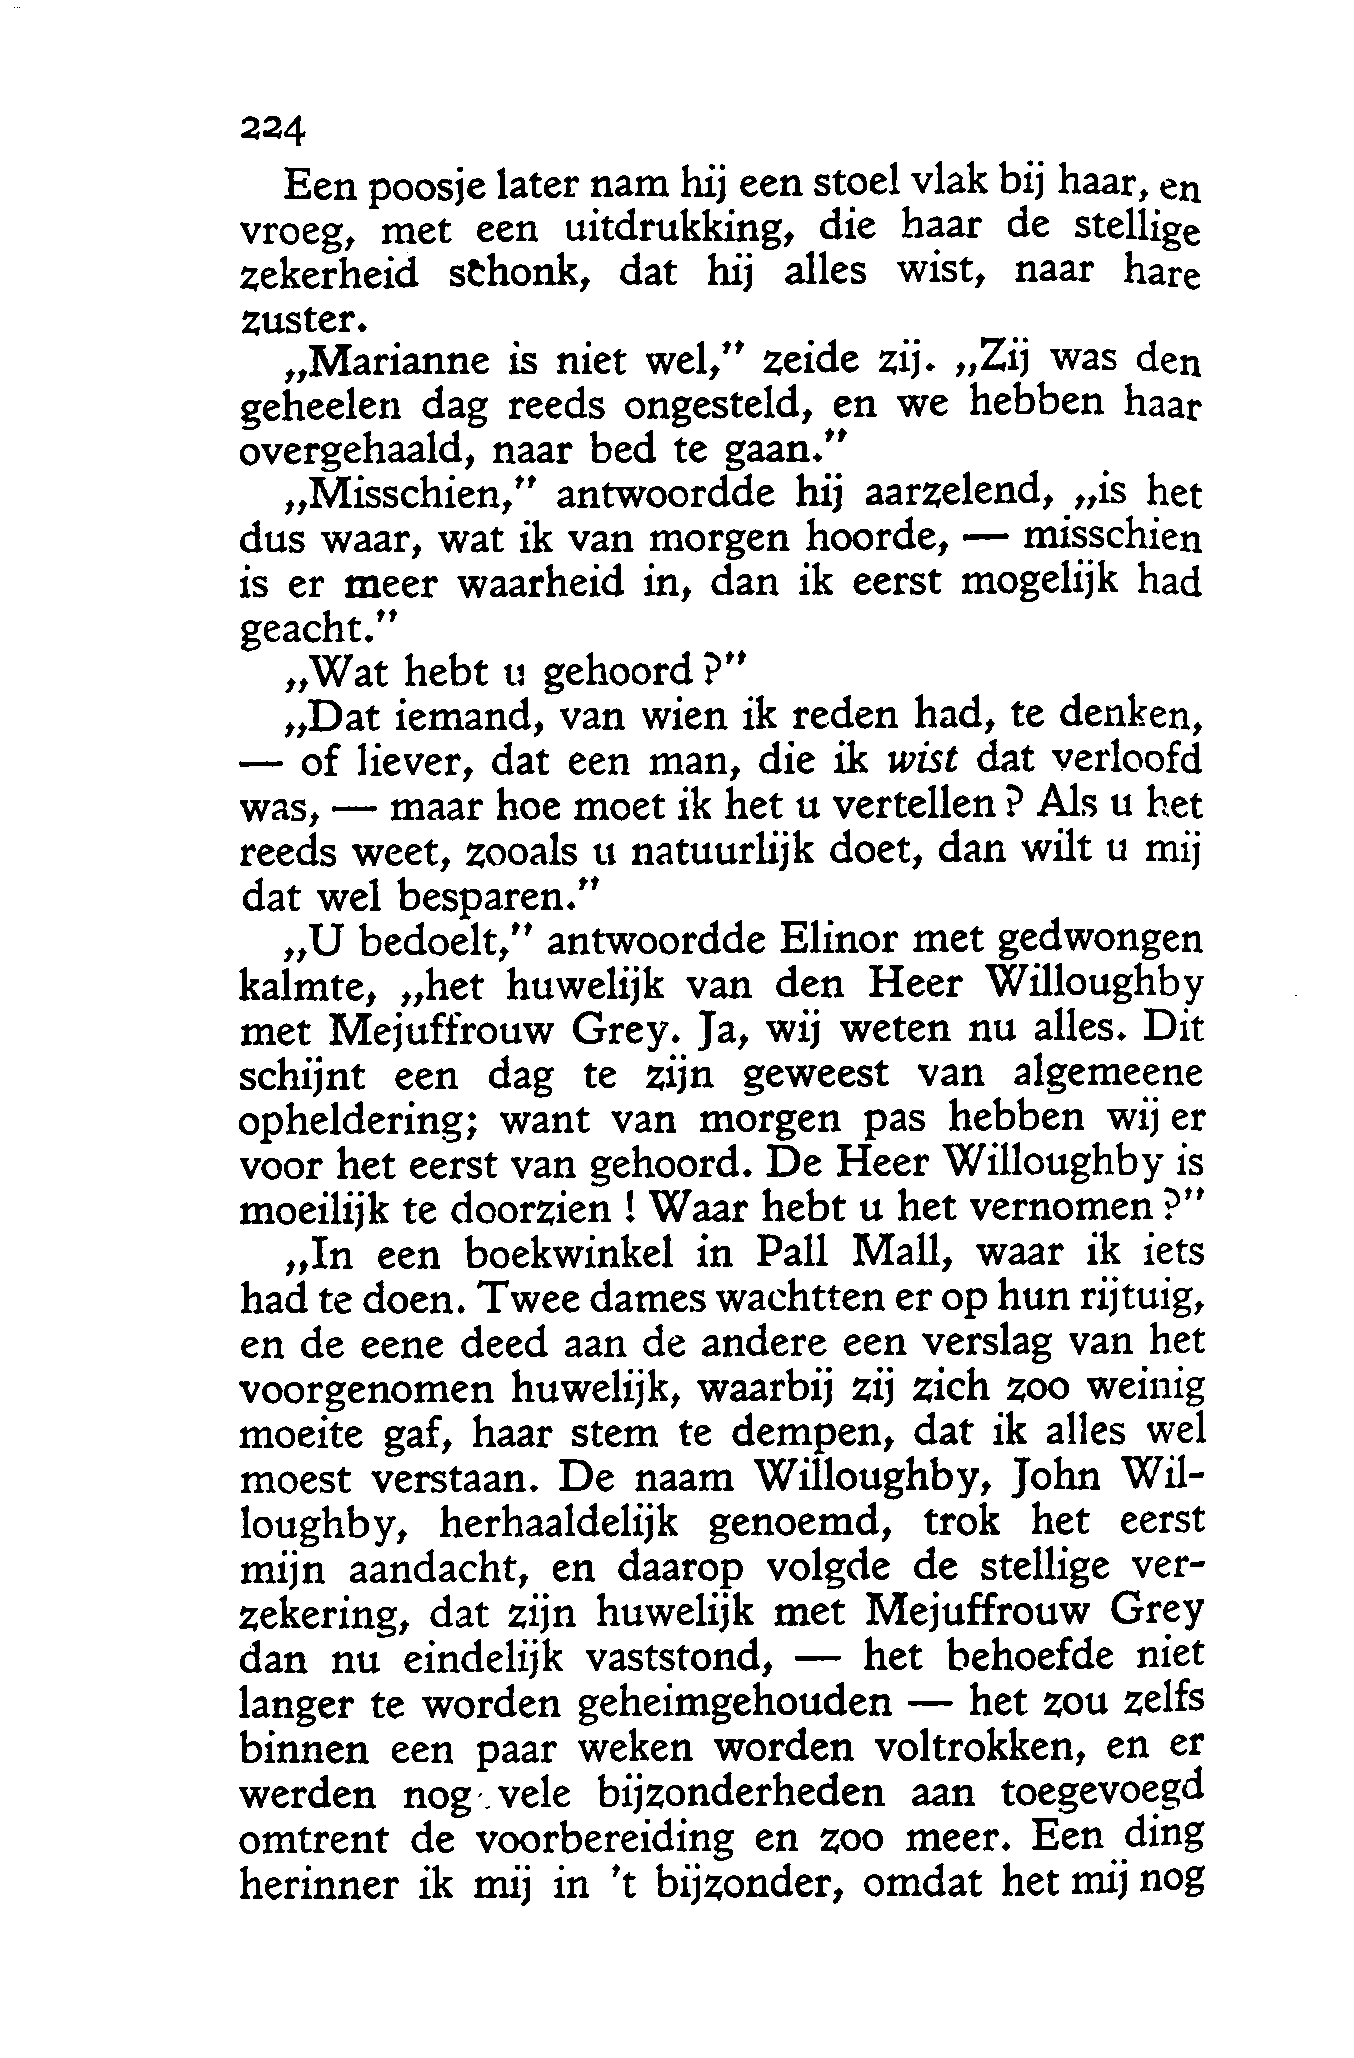 224
Een poosje later nam hij een stoel vlak bij haar, en
vroeg, met een uitdrukking, die haar de stellige
zekerheid schonk, dat hij alles wist, naar hare
zuster.
„Marianne is niet wel,” zeide zij. „Zij was den
geheelen dag reeds ongesteld, en we hebben haar
overgehaald, naar bed te gaan.”
„Misschien,” antwoordde hij aarzelend, „is het
dus waar, wat ik van morgen hoorde, — misschien
is er meer waarheid in, dan ik eerst mogelijk had
geacht.”
„Wat hebt u gehoord?”
„Dat iemand, van wien ik reden had, te denken,
— of liever, dat een man, die ik wist dat verloofd
was, — maar hoe moet ik het u vertellen? Als u het
reeds weet, zooals u natuurlijk doet, dan wilt u mij
dat wel besparen.”
„U bedoelt,” antwoordde Elinor met gedwongen
kalmte, „het huwelijk van den Heer Willoughby
met Mejuffrouw Grey. Ja, wij weten nu alles. Dit
schijnt een dag te zijn geweest van algemeene
opheldering; want van morgen pas hebben wij er
voor het eerst van gehoord. De Heer Willoughby is
moeilijk te doorzien! Waar hebt u het vernomen?”
„In een boekwinkel in Pall Mall, waar ik iets
had te doen. Twee dames wachtten er op hun rijtuig,
en de eene deed aan de andere een verslag van het
voorgenomen huwelijk, waarbij zij zich zoo weinig
moeite gaf, haar stem te dempen, dat ik alles wel
moest verstaan. De naam Willoughby, John Wil-
loughby, herhaaldelijk genoemd, trok het eerst
mijn aandacht, en daarop volgde de stellige ver-
zekering, dat zijn huwelijk met Mejuffrouw Grey
dan nu eindelijk vaststond, — het behoefde niet
langer te worden geheimgehouden — het zou zelfs
binnen een paar weken worden voltrokken, en er
werden nog vele bijzonderheden aan toegevoegd
omtrent de voorbereiding en zoo meer. Een ding
herinner ik mij in 't bijzonder, omdat het mij nog